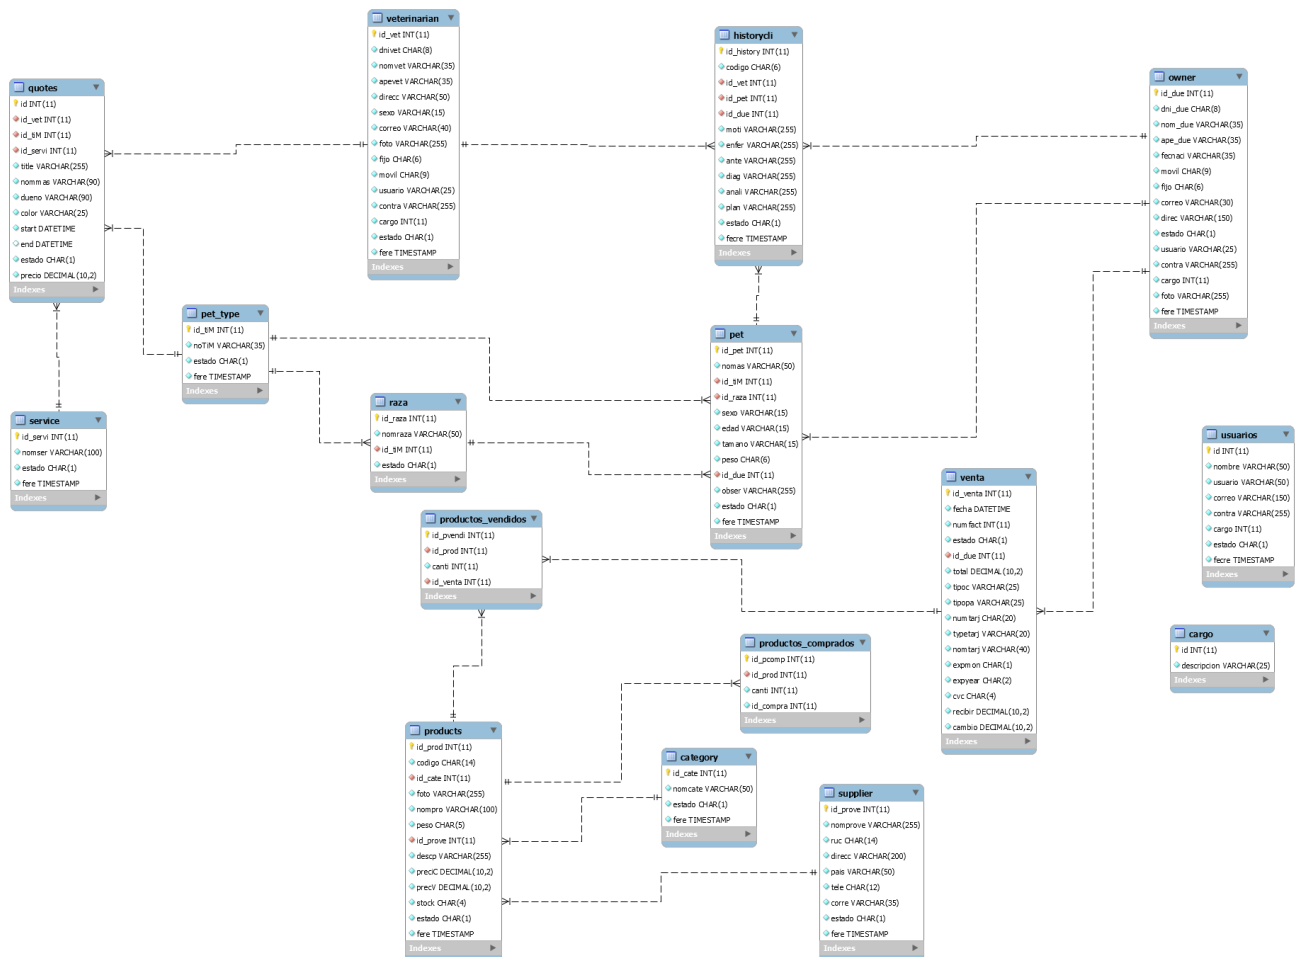 quotes
id INT(11)
id_vet INT(11)
id_tiM INT(11)
id_servi INT(11)
title VARCHAR(255)
nommas VARCHAR(90)
dueno VARCHAR(90)
color VARCHAR(25)
start DATETIME
end DATETIME
estado CHAR(1)
precio DECIMAL(10,2)
Indexes
veterinarian
id_vet INT(11)
dnivet CHAR(8)
nomvet VARCHAR(35)
apevet VARCHAR(35)
direcc VARCHAR(50)
sexo VARCHAR(15)
correo VARCHAR(40)
foto VARCHAR(255)
fijo CHAR(6)
movil CHAR(9)
usuario VARCHAR(25)
contra VARCHAR(255)
cargo INT(11)
estado CHAR(1)
fere TIMESTAMP
Indexes
historycli
id_history INT(11)
codigo CHAR(6)
id_vet INT(11)
id_pet INT(11)
id_due INT(11)
moti VARCHAR(255)
enfer VARCHAR(255)
ante VARCHAR(255)
diag VARCHAR(255)
anali VARCHAR(255)
plan VARCHAR(255)
estado CHAR(1)
fecre TIMESTAMP
Indexes
owner
id_due INT(11)
dni_due CHAR(8)
nom_due VARCHAR(35)
ape_due VARCHAR(35)
fecnaci VARCHAR(35)
movil CHAR(9)
fijo CHAR(6)
correo VARCHAR(30)
direc VARCHAR(150)
estado CHAR(1)
usuario VARCHAR(25)
contra VARCHAR(255)
cargo INT(11)
foto VARCHAR(255)
fere TIMESTAMP
Indexes
pet_type
id_tiM INT(11)
noTiM VARCHAR(35)
estado CHAR(1)
fere TIMESTAMP
Indexes
service
id_servi INT(11)
nomser VARCHAR(100)
estado CHAR(1)
fere TIMESTAMP
Indexes
raza
id_raza INT(11)
nomraza VARCHAR(50)
id_tiM INT(11)
estado CHAR(1)
Indexes
pet
id_pet INT(11)
nomas VARCHAR(50)
id_tiM INT(11)
id_raza INT(11)
sexo VARCHAR(15)
edad VARCHAR(15)
tamano VARCHAR(15)
peso CHAR(6)
id_due INT(11)
obser VARCHAR(255)
estado CHAR(1)
fere TIMESTAMP
Indexes
usuarios
id INT(11)
nombre VARCHAR(50)
usuario VARCHAR(50)
correo VARCHAR(150)
contra VARCHAR(255)
cargo INT(11)
estado CHAR(1)
fecre TIMESTAMP
Indexes
venta
id_venta INT(11)
fecha DATETIME
numfact INT(11)
estado CHAR(1)
id_due INT(11)
total DECIMAL(10,2)
tipoc VARCHAR(25)
tipopa VARCHAR(25)
numtarj CHAR(20)
typetarj VARCHAR(20)
nomtarj VARCHAR(40)
expmon CHAR(1)
expyear CHAR(2)
cvc CHAR(4)
recibir DECIMAL(10,2)
cambio DECIMAL(10,2)
Indexes
productos_vendidos
id_pvendi INT(11)
id_prod INT(11)
canti INT(11)
id_venta INT(11)
Indexes
cargo
id INT(11)
descripcion VARCHAR(25)
Indexes
productos_comprados
id_pcomp INT(11)
id_prod INT(11)
canti INT(11)
id_compra INT(11)
Indexes
products
id_prod INT(11)
codigo CHAR(14)
id_cate INT(11)
foto VARCHAR(255)
nompro VARCHAR(100)
peso CHAR(5)
id_prove INT(11)
descp VARCHAR(255)
preciC DECIMAL(10,2)
precV DECIMAL(10,2)
stock CHAR(4)
estado CHAR(1)
fere TIMESTAMP
Indexes
category
id_cate INT(11)
nomcate VARCHAR(50)
estado CHAR(1)
fere TIMESTAMP
Indexes
supplier
id_prove INT(11)
nomprove VARCHAR(255)
ruc CHAR(14)
direcc VARCHAR(200)
pais VARCHAR(50)
tele CHAR(12)
corre VARCHAR(35)
estado CHAR(1)
fere TIMESTAMP
Indexes